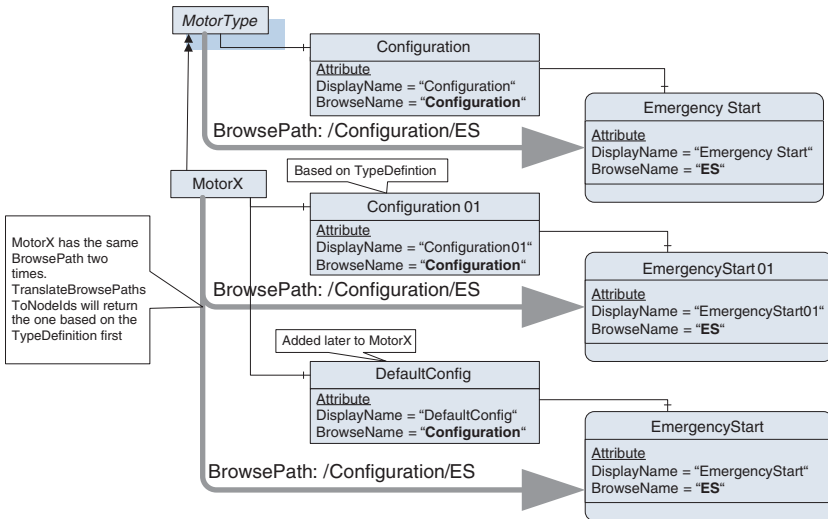 MotorType
Configuration
Attribute
DisplayName = “Configuration“
BrowseName = “Configuration“
Emergency Start
Attribute
DisplayName = “Emergency Start“
BrowseName = “ES“
BrowsePath: /Configuration/ES
Based on TypeDefintion
MotorX
Configuration 01
Attribute
DisplayName = “Configuration01“
BrowseName = “Configuration“
MotorX has the same
BrowsePath two
times.
TranslateBrowsePaths
ToNodeIds will return
the one based on the
TypeDefinition first
EmergencyStart 01
Attribute
DisplayName = “EmergencyStart01“
BrowseName = “ES“
BrowsePath: /Configuration/ES
Added later to MotorX
DefaultConfig
Attribute
DisplayName = “DefaultConfig“
BrowseName = “Configuration“
EmergencyStart
Attribute
DisplayName = “EmergencyStart“
BrowseName = “ES“
BrowsePath: /Configuration/ES